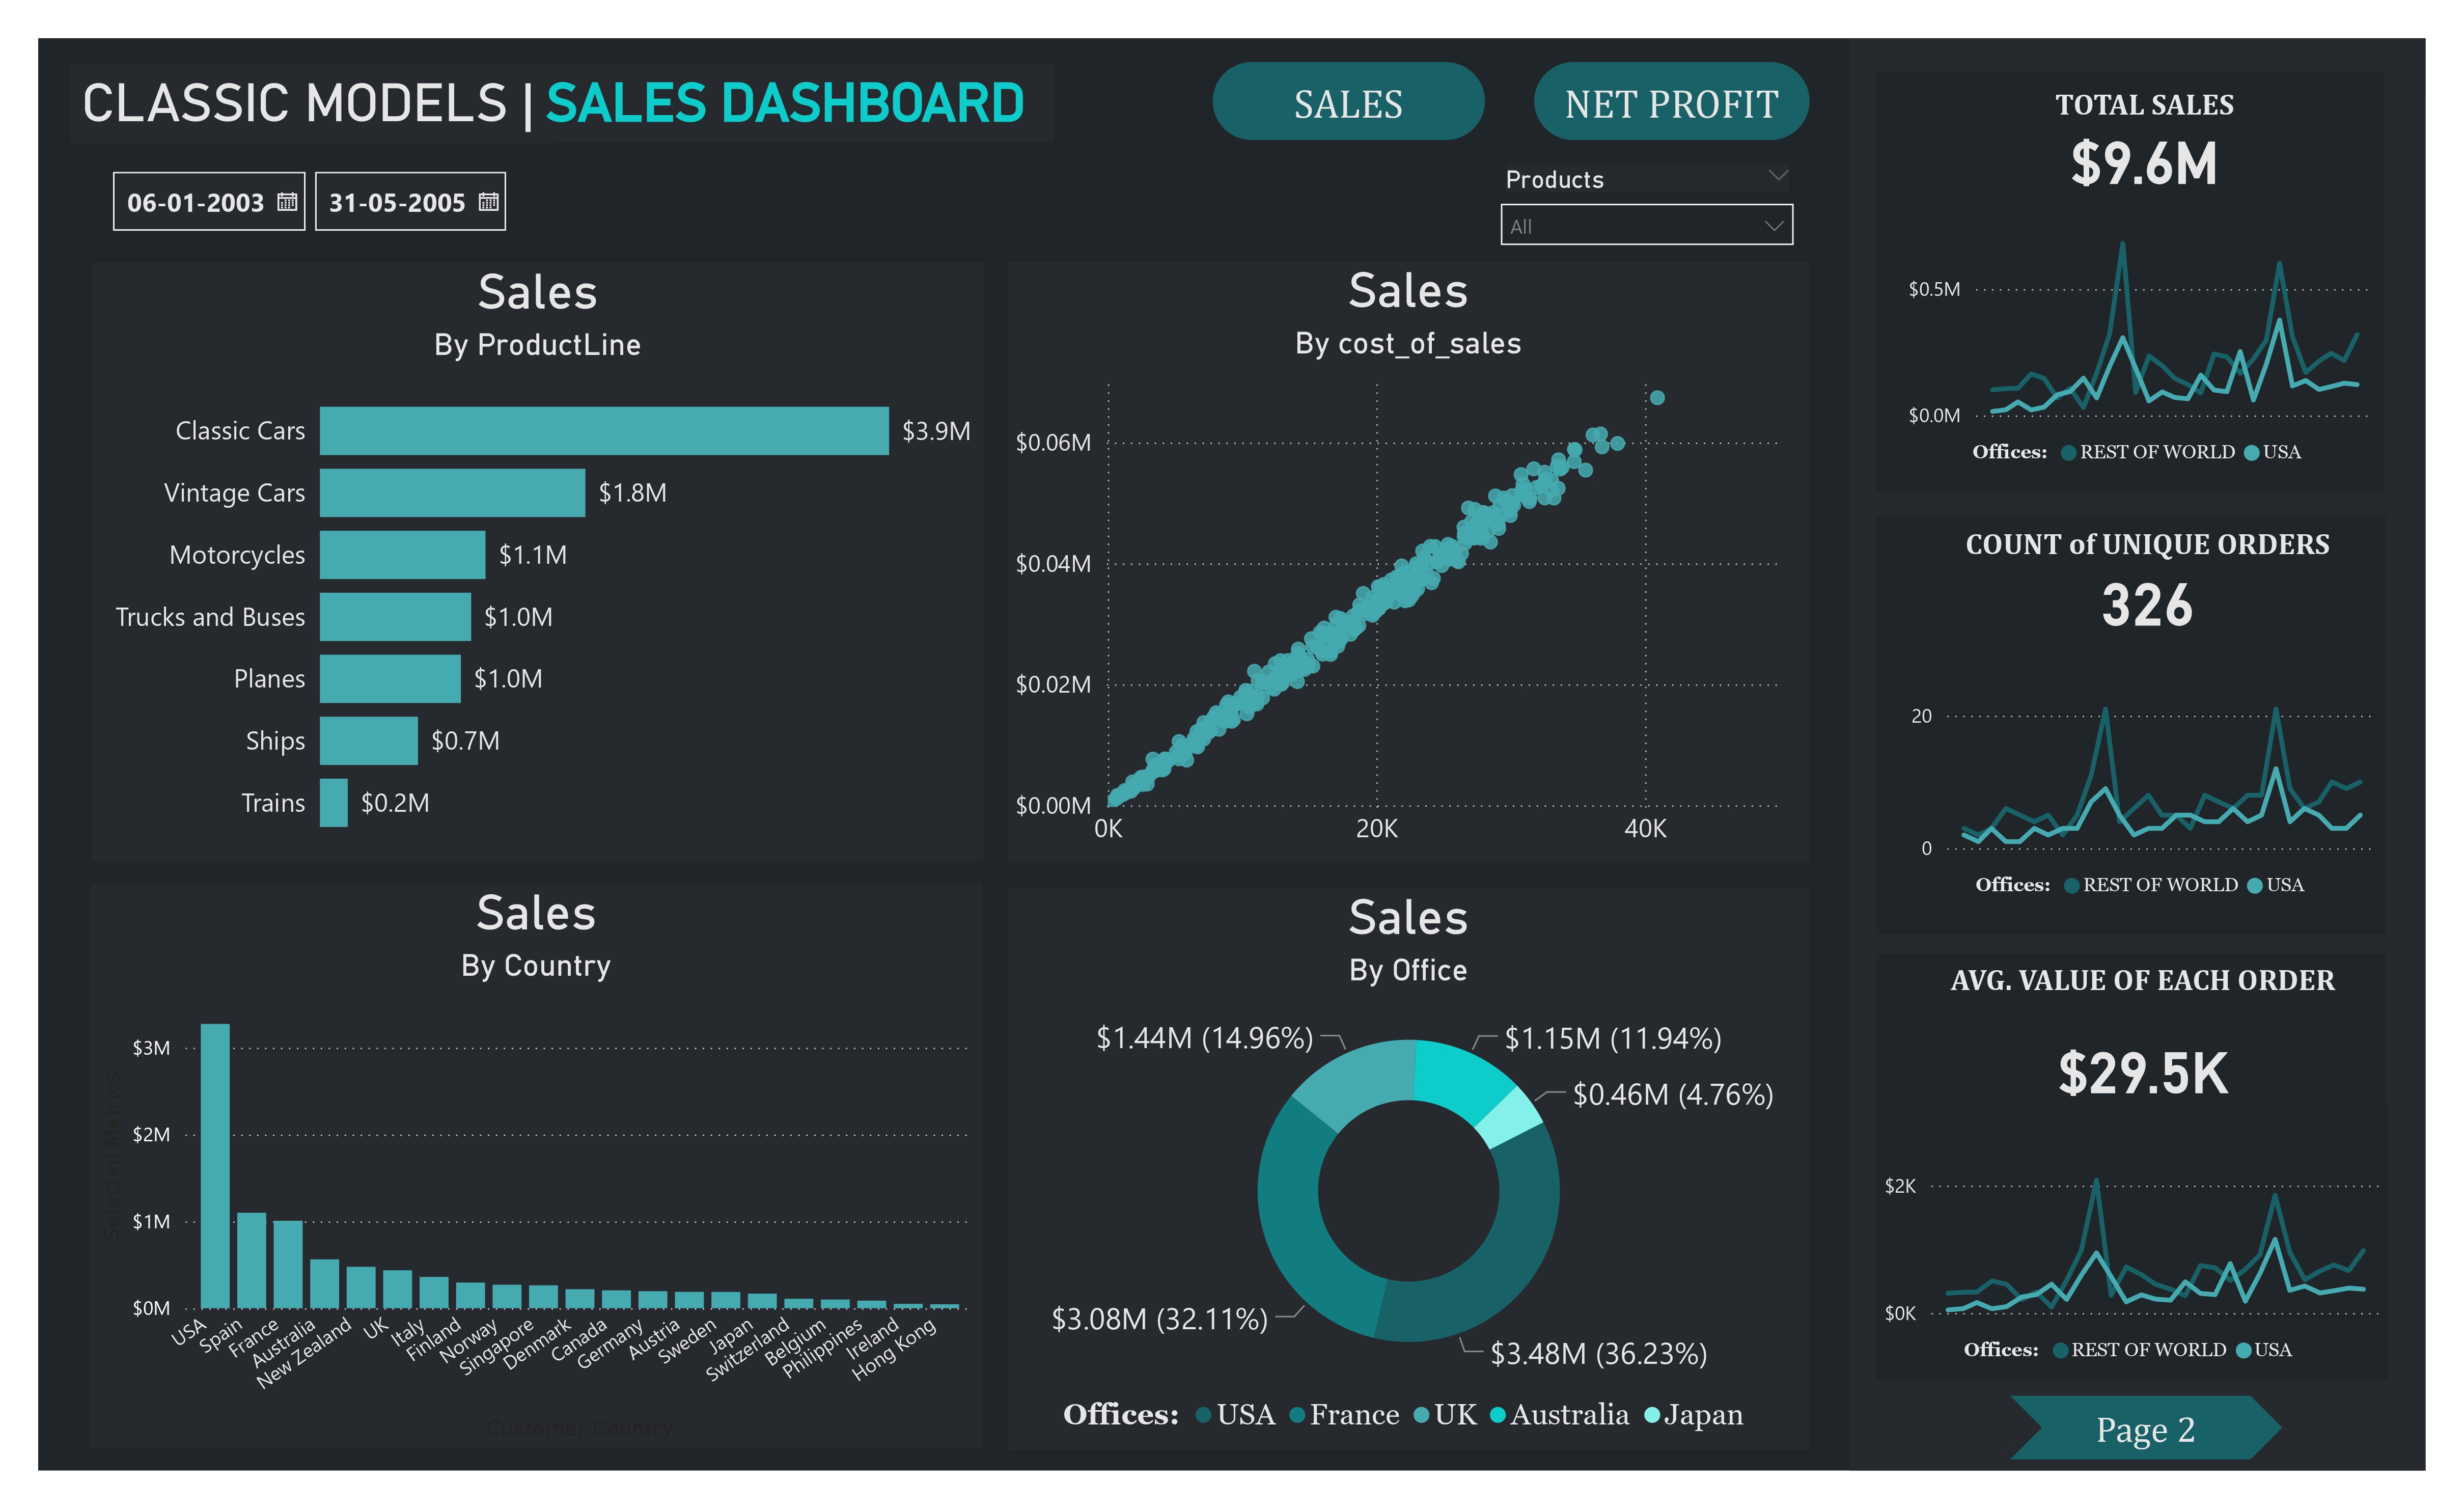 CLASSIC MODELS | SALES DASHBOARD
SALES
NET PROFIT
06-01-2003
31-05-2005
Products
All
Sales
By ProductLine
Classic Cars $3.9M
Vintage Cars $1.8M
Motorcycles $1.1M
Trucks and Buses $1.0M
Planes $1.0M
Ships $0.7M
Trains $0.2M
Sales
By cost_of_sales
$0.06M
$0.04M
$0.02M
$0.00M
0K 20K 40K
Sales
By Country
Selected Metrics
$3M
$2M
$1M
$0M
USA Spain France Australia New Zealand UK Italy Finland Norway Singapore Denmark Canada Germany Austria Sweden Japan Switzerland Belgium Philippines Ireland Hong Kong
Customer Country
Sales
By Office
$1.44M (14.96%)
$1.15M (11.94%)
$0.46M (4.76%)
$3.08M (32.11%)
$3.48M (36.23%)
Offices: USA France UK Australia Japan
TOTAL SALES
$9.6M
$0.5M
$0.0M
Offices: REST OF WORLD USA
COUNT of UNIQUE ORDERS
326
20
0
Offices: REST OF WORLD USA
AVG. VALUE OF EACH ORDER
$29.5K
$2K
$0K
Offices: REST OF WORLD USA
Page 2